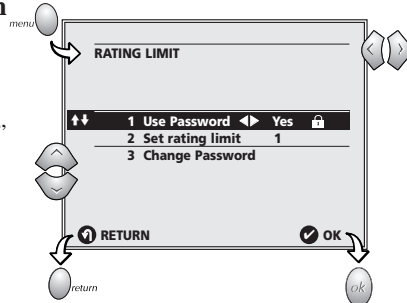 n
menu
RATING LIMIT
1 Use Password Yes
2 Set rating limit 1
,
3 Change Password
RETURN OK
return
ok